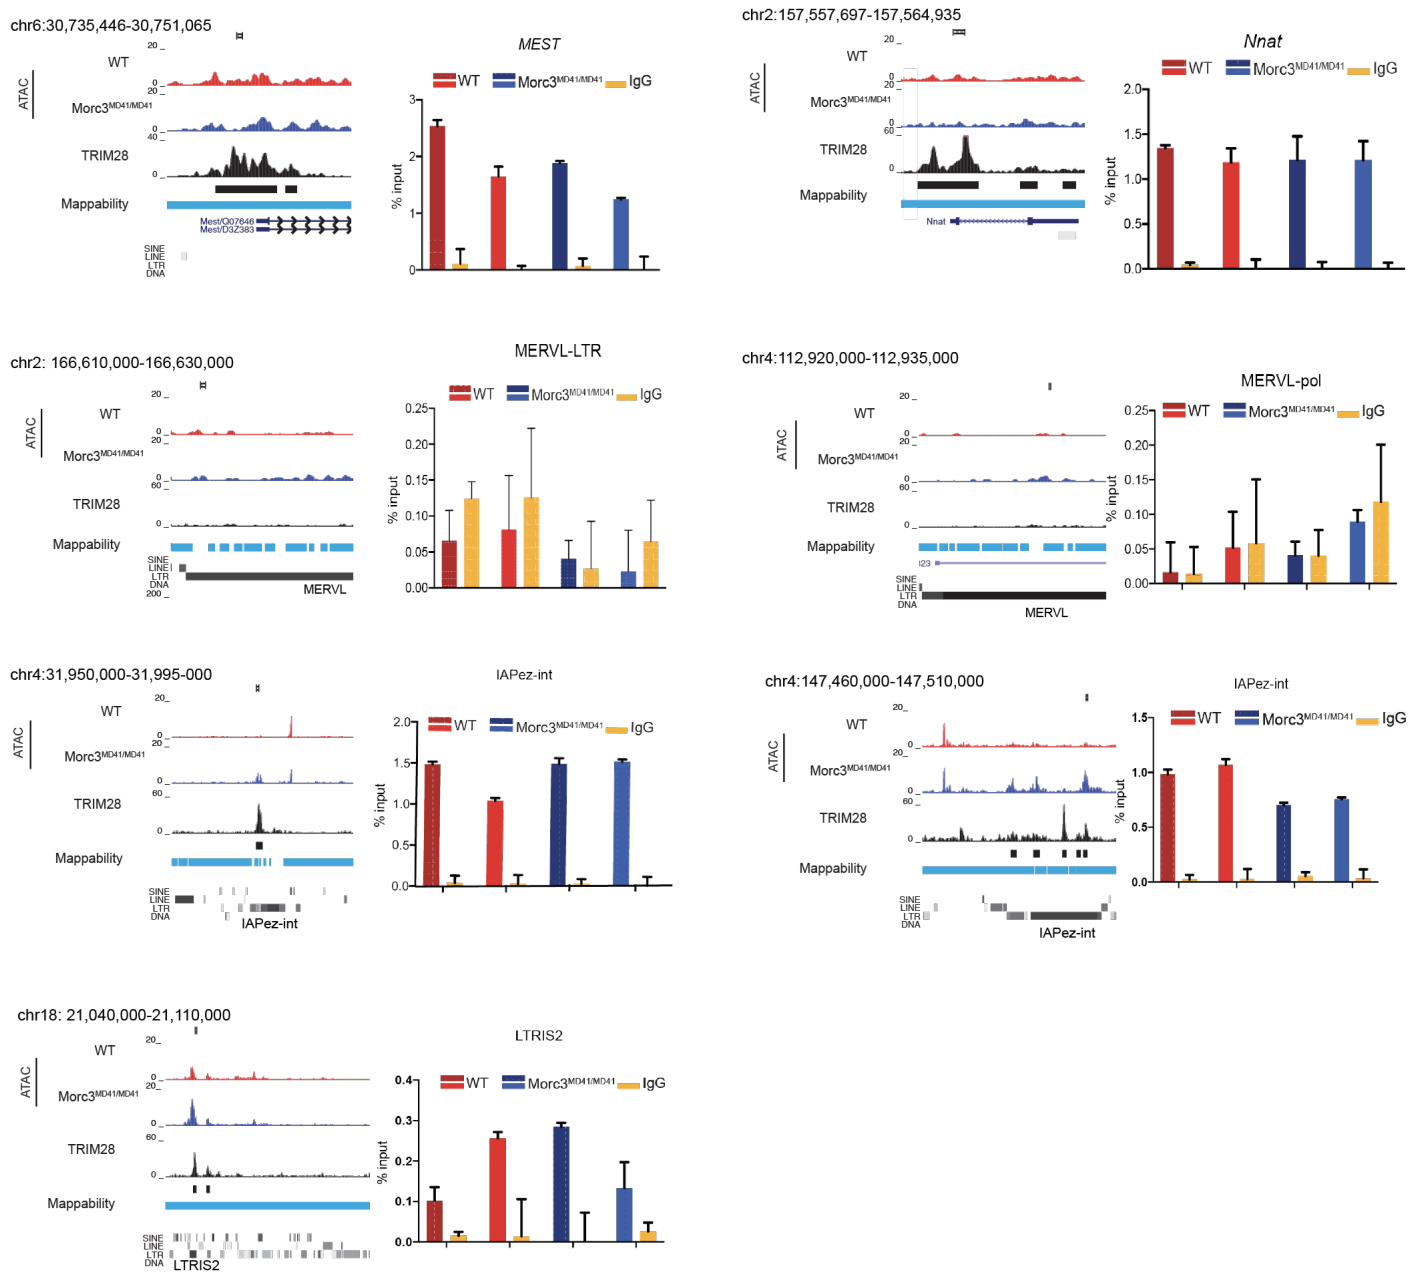 chr6:30,735,446-30,751,065
20
WT
ATAC
0
20
Morc3MD41/MD41
0
40
TRIM28
0
Mappability
Mest/Q07646
Mest/D3Z383
SINE
LINE
LTR
DNA
MEST
WT Morc3MD41/MD41 IgG
3
2
1
0
% input
chr2:157,557,697-157,564,935
20
WT
ATAC
0
20
Morc3MD41/MD41
0
60
TRIM28
0
Mappability
Nnat
SINE
LINE
LTR
DNA
Nnat
WT Morc3MD41/MD41 IgG
2.0
1.5
1.0
0.5
0.0
% input
chr2: 166,610,000-166,630,000
20
WT
ATAC
0
20
Morc3MD41/MD41
0
60
TRIM28
0
Mappability
SINE
LINE
LTR
DNA
200
MERVL
MERVL-LTR
WT Morc3MD41/MD41 IgG
0.25
0.20
0.15
0.10
0.05
0.00
% input
chr4:112,920,000-112,935,000
20
WT
ATAC
0
20
Morc3MD41/MD41
0
60
TRIM28
0
Mappability
I23
SINE
LINE
LTR
DNA
MERVL
MERVL-pol
WT Morc3MD41/MD41 IgG
0.25
0.20
0.15
0.10
0.05
0.00
% input
chr4:31,950,000-31,995-000
20
WT
ATAC
0
20
Morc3MD41/MD41
0
60
TRIM28
0
Mappability
SINE
LINE
LTR
DNA
IAPez-int
IAPez-int
WT Morc3MD41/MD41 IgG
2.0
1.5
1.0
0.5
0.0
% input
chr4:147,460,000-147,510,000
20
WT
ATAC
0
20
Morc3MD41/MD41
0
60
TRIM28
0
Mappability
SINE
LINE
LTR
DNA
IAPez-int
IAPez-int
WT Morc3MD41/MD41 IgG
1.5
1.0
0.5
0.0
% input
chr18: 21,040,000-21,110,000
20
WT
ATAC
0
20
Morc3MD41/MD41
0
60
TRIM28
0
Mappability
SINE
LINE
LTR
DNA
LTRIS2
LTRIS2
WT Morc3MD41/MD41 IgG
0.4
0.3
0.2
0.1
0.0
% input